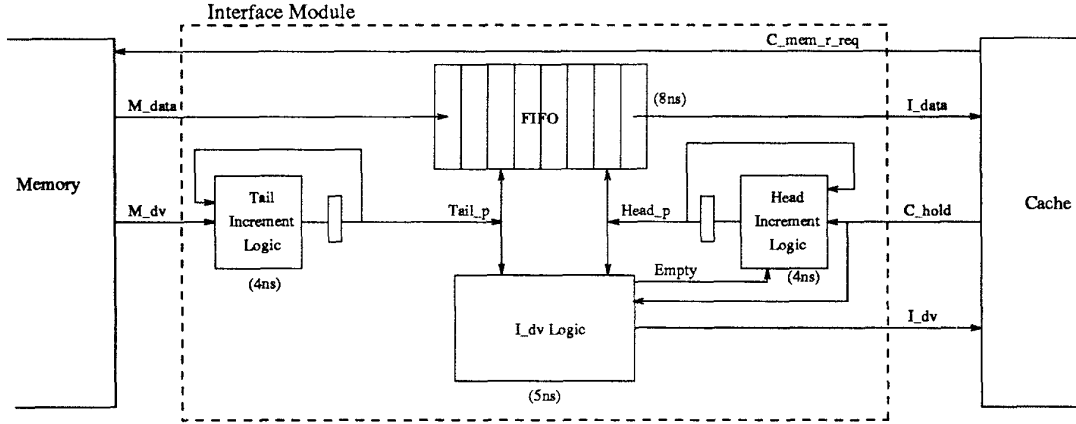 Interface Module
C_mem_r_req
M_data
FIFO
(8ns)
I_data
Memory
Tail
Increment
Logic
Head
Increment
Logic
Cache
M_dv
Tail_p
Head_p
C_hold
(4ns)
Empty
(4ns)
I_dv Logic
I_dv
(5ns)